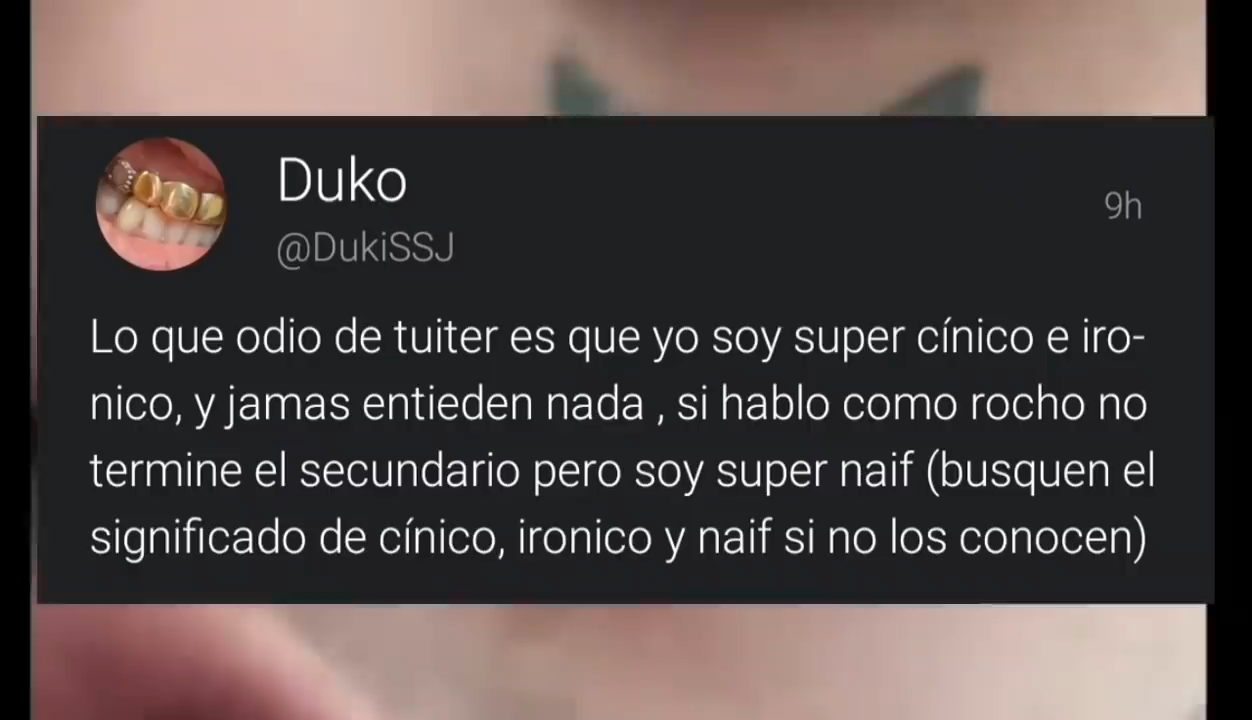 Duko
9h
@DukiSSJ
Lo que odio de tuiter es que yo soy super cínico e iro-
nico, y jamas entieden nada , si hablo como rocho no
termine el secundario pero soy super naif (busquen el
significado de cínico, ironico y naif si no los conocen)